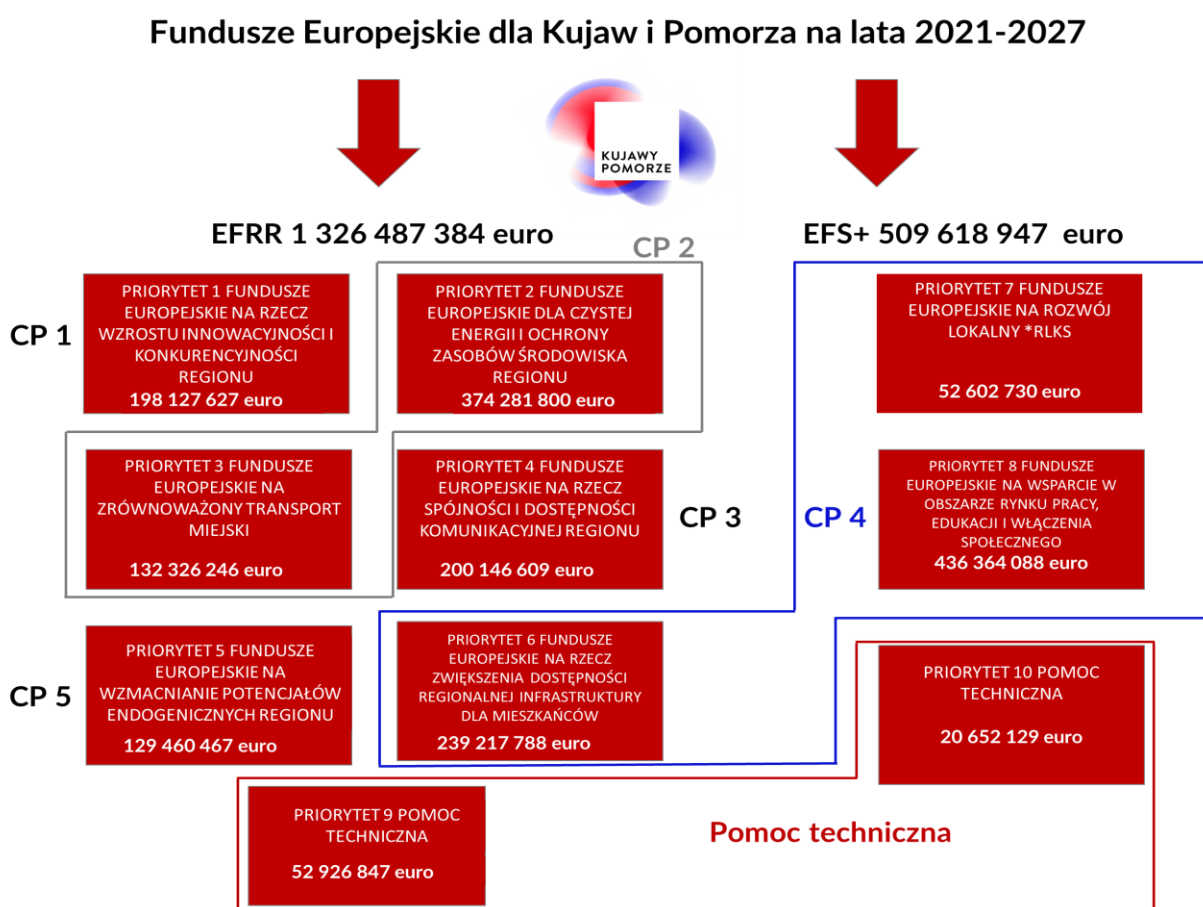 Fundusze Europejskie dla Kujaw i Pomorza na lata 2021-2027
KUJAWY
POMORZE
EFRR 1 326 487 384 euro
CP 2
EFS+ 509 618 947 euro
CP 1
PRIORYTET 1 FUNDUSZE
EUROPEJSKIE NA RZECZ
WZROSTU INNOWACYJNOŚCI I
KONKURENCYJNOŚCI
REGIONU
198 127 627 euro
PRIORYTET 2 FUNDUSZE
EUROPEJSKIE DLA CZYSTEJ
ENERGII I OCHRONY
ZASOBÓW ŚRODOWISKA
REGIONU
374 281 800 euro
PRIORYTET 7 FUNDUSZE
EUROPEJSKIE NA ROZWÓJ
LOKALNY *RLKS
52 602 730 euro
PRIORYTET 3 FUNDUSZE
EUROPEJSKIE NA
ZRÓWNOWAŻONY TRANSPORT
MIEJSKI
132 326 246 euro
PRIORYTET 4 FUNDUSZE
EUROPEJSKIE NA RZECZ
SPÓJNOŚCI I DOSTĘPNOŚCI
KOMUNIKACYJNEJ REGIONU
200 146 609 euro
CP 3
CP 4
PRIORYTET 8 FUNDUSZE
EUROPEJSKIE NA WSPARCIE W
OBSZARZE RYNKU PRACY,
EDUKACJI I WŁĄCZENIA
SPOŁECZNEGO
436 364 088 euro
CP 5
PRIORYTET 5 FUNDUSZE
EUROPEJSKIE NA
WZMACNIANIE POTENCJAŁÓW
ENDOGENICZNYCH REGIONU
129 460 467 euro
PRIORYTET 6 FUNDUSZE
EUROPEJSKIE NA RZECZ
ZWIĘKSZENIA DOSTĘPNOŚCI
REGIONALNEJ INFRASTRUKTURY
DLA MIESZKAŃCÓW
239 217 788 euro
PRIORYTET 10 POMOC
TECHNICZNA
20 652 129 euro
PRIORYTET 9 POMOC
TECHNICZNA
52 926 847 euro
Pomoc techniczna